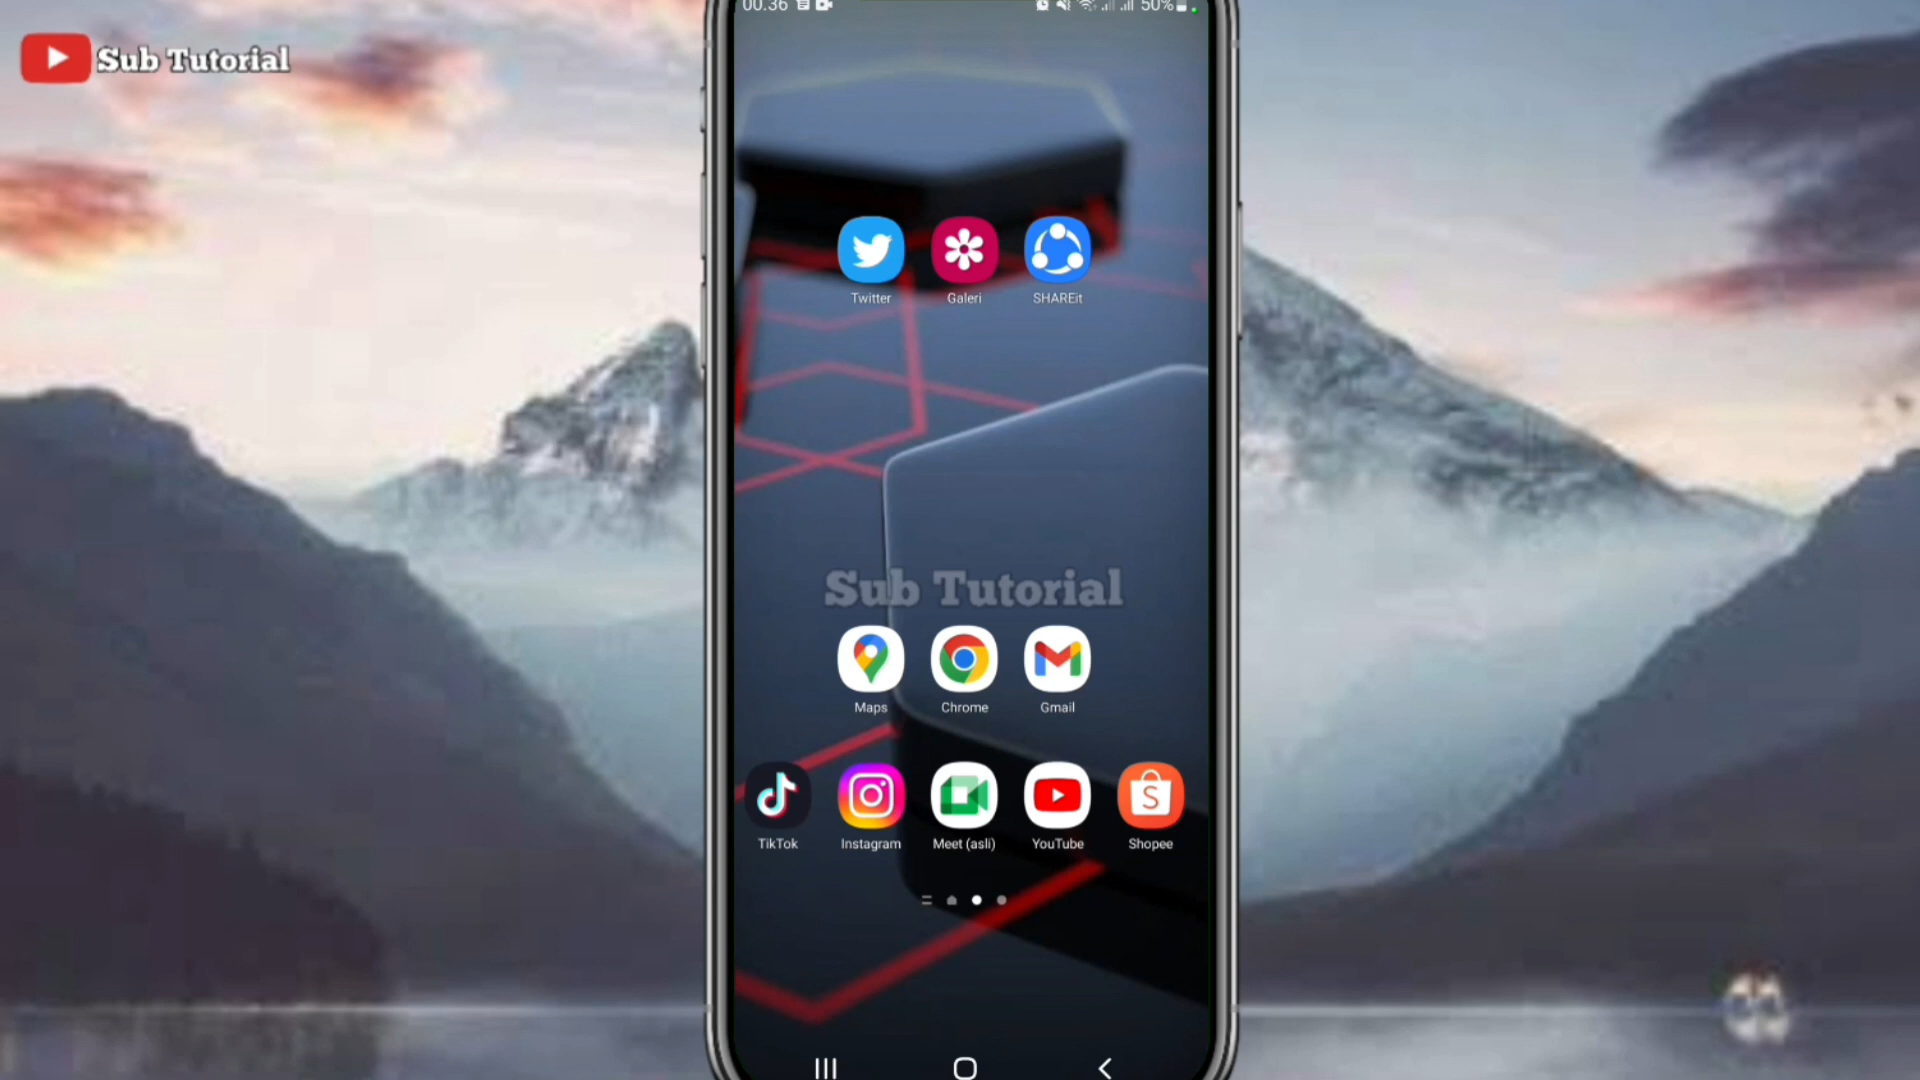 00.36
50%
Sub Tutorial
Twitter
Galeri
SHAREit
Sub Tutorial
Maps
Chrome
Gmail
TikTok
Instagram
Meet (asli)
YouTube
Shopee